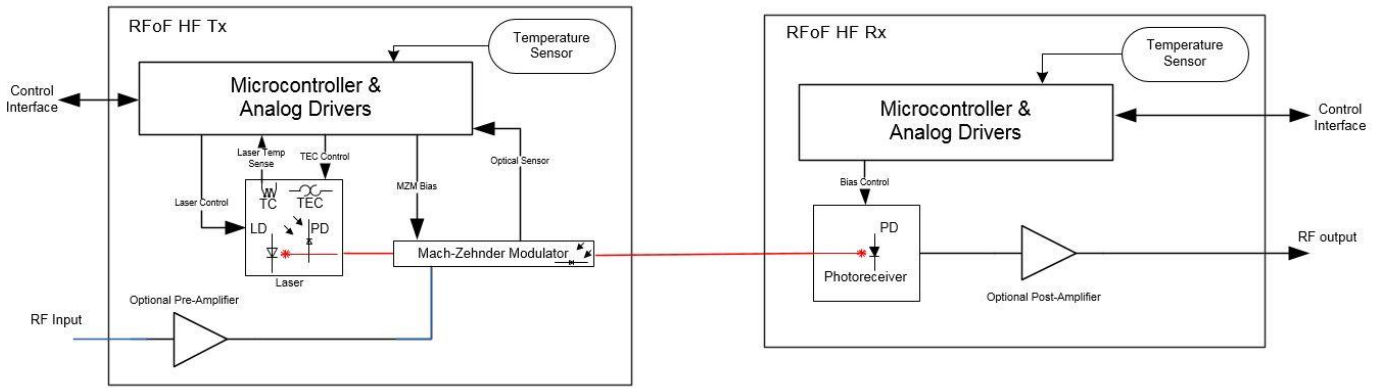 RFoF HF Tx
Temperature
Sensor
Microcontroller &
Analog Drivers
Control
Interface
Laser Temp
Sense
TEC Control
Optical Sensor
MZM Bias
Laser Control
TC
TEC
LD
PD
Mach-Zehnder Modulator
Laser
Optional Pre-Amplifier
RF Input
RFoF HF Rx
Temperature
Sensor
Microcontroller &
Analog Drivers
Control
Interface
Bias Control
PD
Photoreceiver
RF output
Optional Post-Amplifier